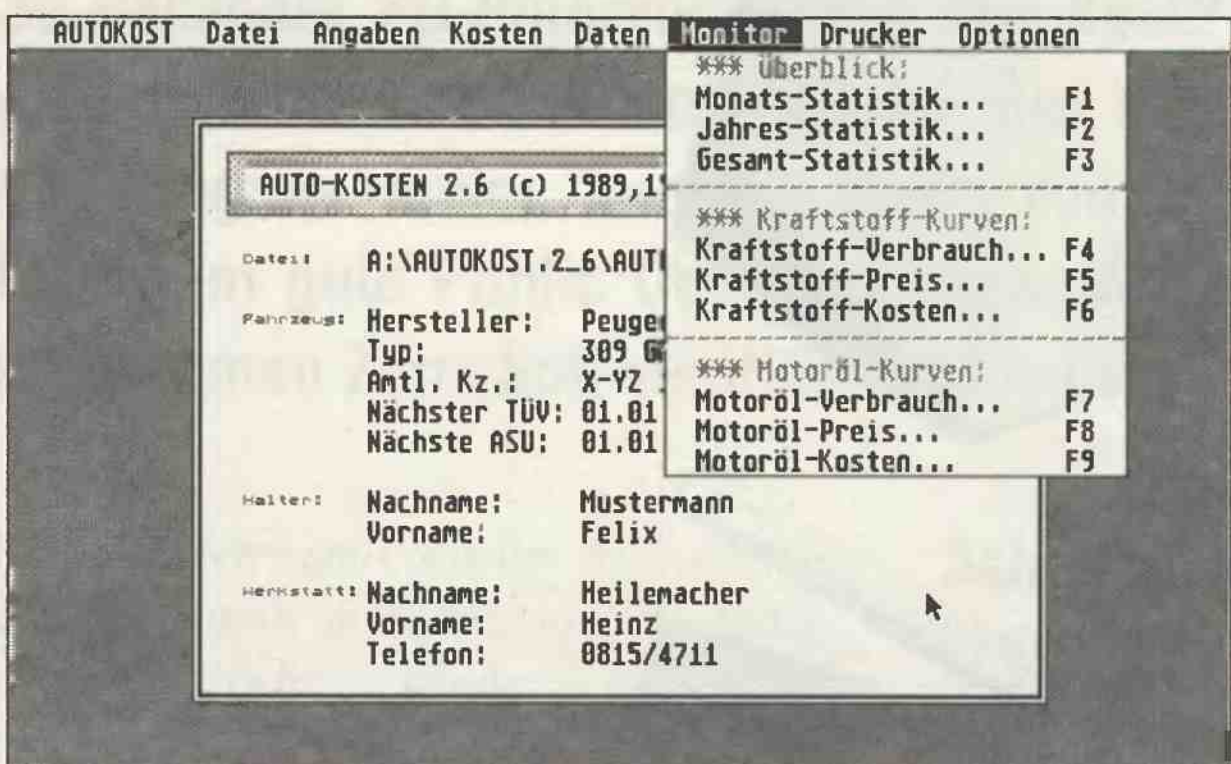 AUTOKOST Datei Angaben Kosten Daten Monitor Drucker Optionen
*** Überblick:
Monats-Statistik... F1
Jahres-Statistik... F2
Gesamt-Statistik... F3
*** Kraftstoff-Kurven:
Kraftstoff-Verbrauch... F4
Kraftstoff-Preis... F5
Kraftstoff-Kosten... F6
*** Motoröl-Kurven:
Motoröl-Verbrauch... F7
Motoröl-Preis... F8
Motoröl-Kosten... F9
AUTO-KOSTEN 2.6 (c) 1989,1
Datei: A:\AUTOKOST.2_6\AUT
Fahrzeug: Hersteller: Peuge
Typ: 309
Amtl. Kz.: X-YZ
Nächster TÜV: 01.01
Nächste ASU: 01.01
Halter: Nachname: Mustermann
Vorname: Felix
Werkstatt: Nachname: Heilemacher
Vorname: Heinz
Telefon: 0815/4711